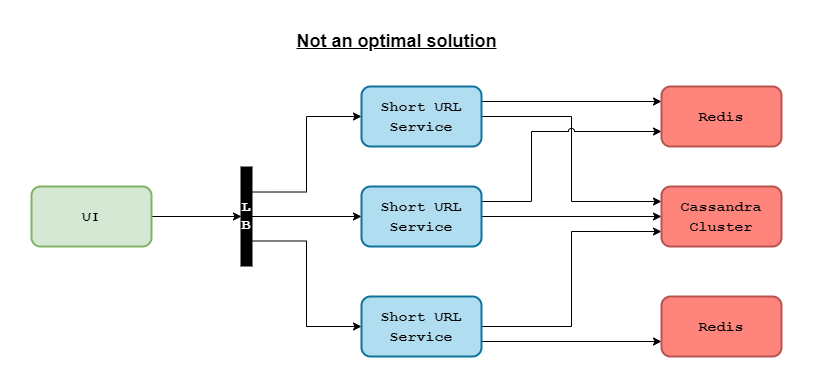 Not an optimal solution
Short URL
Service
Redis
UI
L
B
Short URL
Service
Cassandra
Cluster
Short URL
Service
Redis